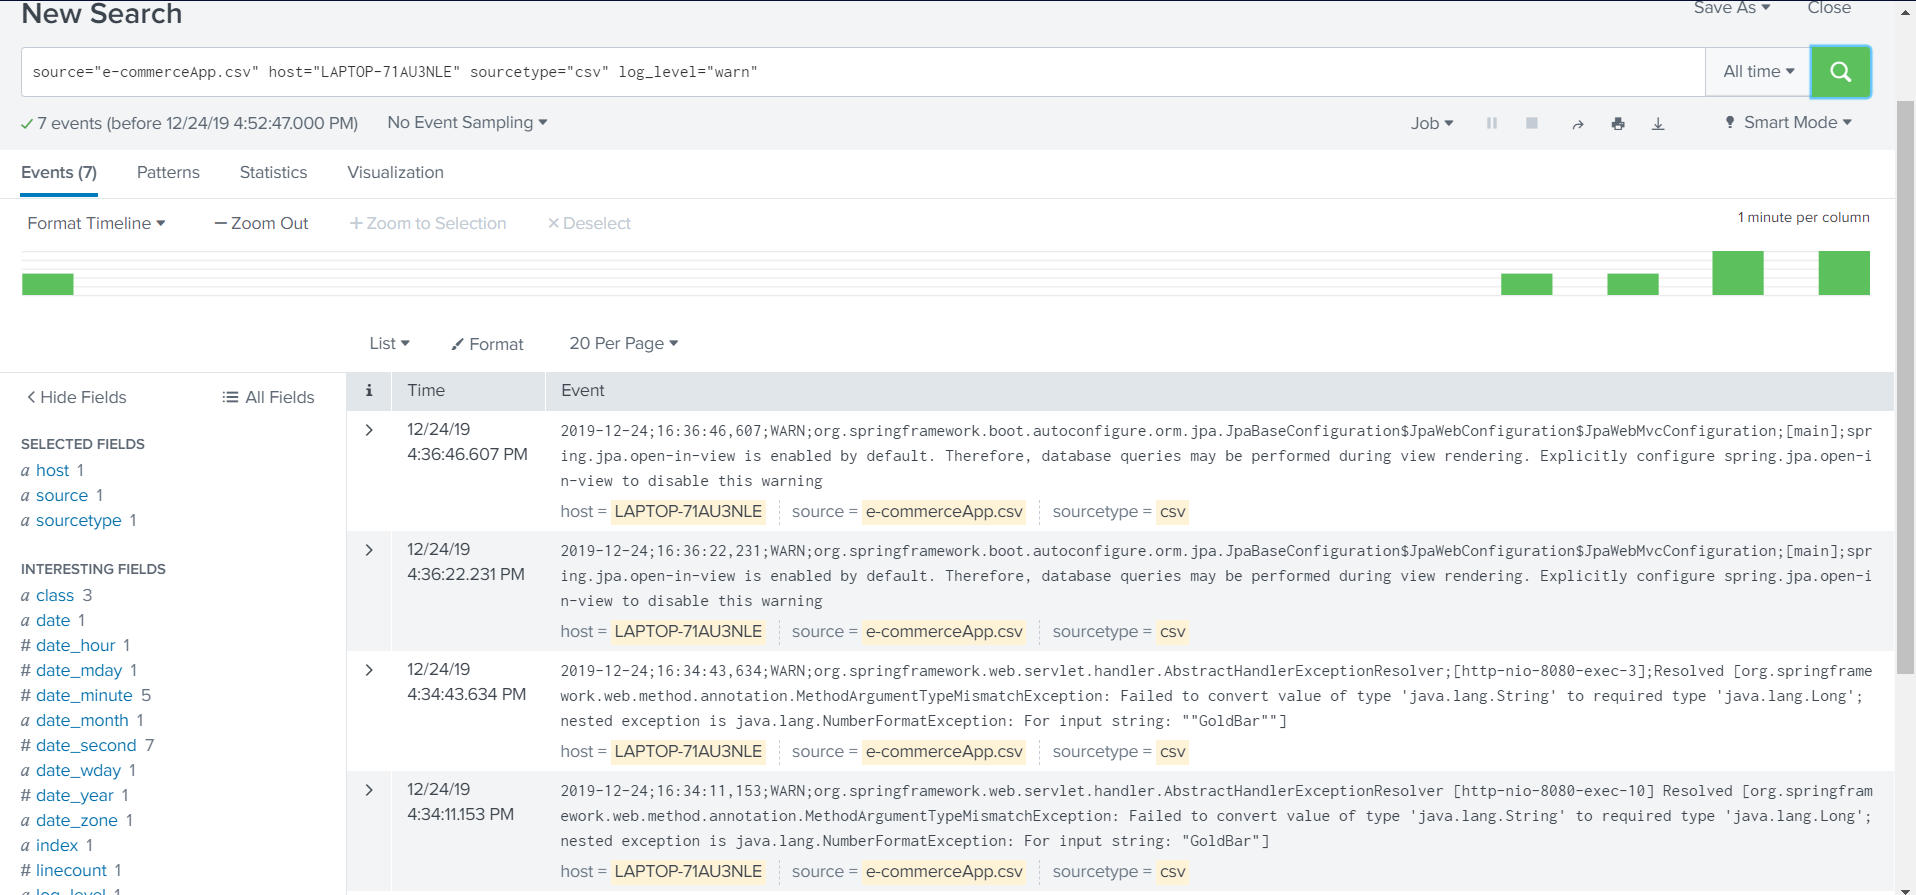 New Search
Save As
Close
source="e-commerceApp.csv" host="LAPTOP-71AU3NLE" sourcetype="csv" log_level="warn"
All time
7 events (before 12/24/19 4:52:47.000 PM)
No Event Sampling
Job
Smart Mode
Events (7)
Patterns
Statistics
Visualization
Format Timeline
Zoom Out
Zoom to Selection
Deselect
1 minute per column
List
Format
20 Per Page
Hide Fields
All Fields
i
Time
Event
SELECTED FIELDS
a host 1
a source 1
a sourcetype 1
INTERESTING FIELDS
a class 3
a date 1
# date_hour 1
# date_mday 1
# date_minute 5
a date_month 1
# date_second 7
a date_wday 1
# date_year 1
a date_zone 1
a index 1
# linecount 1
a log_level 1
12/24/19
4:36:46.607 PM
2019-12-24;16:36:46,607;WARN;org.springframework.boot.autoconfigure.orm.jpa.JpaBaseConfiguration$JpaWebConfiguration$JpaWebMvcConfiguration;[main];spr
ing.jpa.open-in-view is enabled by default. Therefore, database queries may be performed during view rendering. Explicitly configure spring.jpa.open-i
n-view to disable this warning
host = LAPTOP-71AU3NLE source = e-commerceApp.csv sourcetype = csv
12/24/19
4:36:22.231 PM
2019-12-24;16:36:22,231;WARN;org.springframework.boot.autoconfigure.orm.jpa.JpaBaseConfiguration$JpaWebConfiguration$JpaWebMvcConfiguration;[main];spr
ing.jpa.open-in-view is enabled by default. Therefore, database queries may be performed during view rendering. Explicitly configure spring.jpa.open-i
n-view to disable this warning
host = LAPTOP-71AU3NLE source = e-commerceApp.csv sourcetype = csv
12/24/19
4:34:43.634 PM
2019-12-24;16:34:43,634;WARN;org.springframework.web.servlet.handler.AbstractHandlerExceptionResolver;[http-nio-8080-exec-3];Resolved [org.springframe
work.web.method.annotation.MethodArgumentTypeMismatchException: Failed to convert value of type 'java.lang.String' to required type 'java.lang.Long';
nested exception is java.lang.NumberFormatException: For input string: ""GoldBar""]
host = LAPTOP-71AU3NLE source = e-commerceApp.csv sourcetype = csv
12/24/19
4:34:11.153 PM
2019-12-24;16:34:11,153;WARN;org.springframework.web.servlet.handler.AbstractHandlerExceptionResolver [http-nio-8080-exec-10] Resolved [org.springfram
ework.web.method.annotation.MethodArgumentTypeMismatchException: Failed to convert value of type 'java.lang.String' to required type 'java.lang.Long';
nested exception is java.lang.NumberFormatException: For input string: "GoldBar"]
host = LAPTOP-71AU3NLE source = e-commerceApp.csv sourcetype = csv